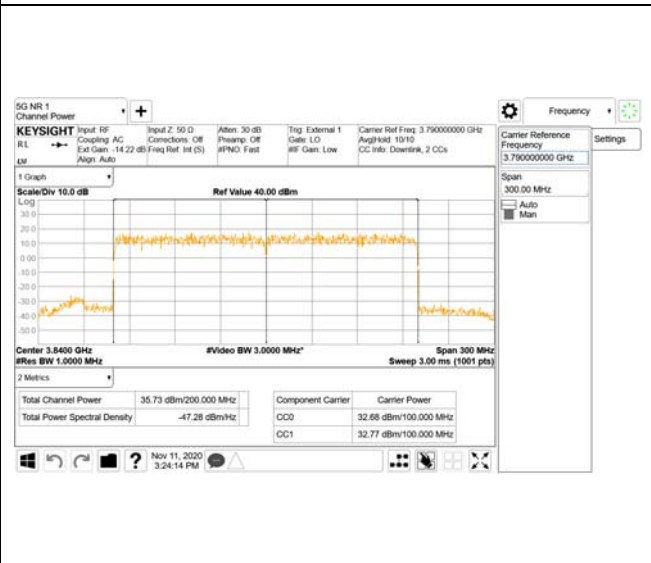 5G NR 1
Channel Power
Frequency
KEYSIGHT
Input: RF
Input Z: 50 Ω
Atten: 30 dB
Trig: External 1
Carrier Ref Freq: 3.790000000 GHz
RL
Coupling: AC
Corrections: Off
Preamp: Off
Gate: LO
Avg|Hold: 10/10
Ext Gain: -14.22 dB
Freq Ref: Int (S)
#PNO: Fast
#IF Gain: Low
CC Info: Downlink, 2 CCs
Align: Auto
Carrier Reference
Frequency
3.790000000 GHz
Settings
Span
300.00 MHz
Auto
Man
1 Graph
Scale/Div 10.0 dB
Ref Value 40.00 dBm
Log
30.0
20.0
10.0
0.00
-10.0
-20.0
-30.0
-40.0
-50.0
Center 3.8400 GHz
#Video BW 3.0000 MHz*
Span 300 MHz
#Res BW 1.0000 MHz
Sweep 3.00 ms (1001 pts)
2 Metrics
Total Channel Power
35.73 dBm/200.000 MHz
Total Power Spectral Density
-47.28 dBm/Hz
Component Carrier
Carrier Power
CC0
32.68 dBm/100.000 MHz
CC1
32.77 dBm/100.000 MHz
?
Nov 11, 2020
3:24:14 PM